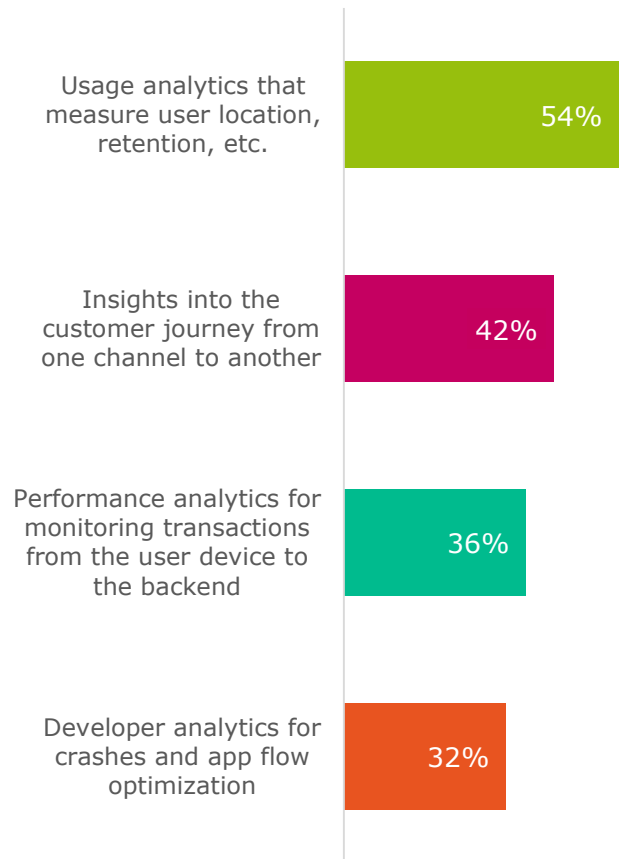 Usage analytics that
measure user location,
retention, etc.
54%
Insights into the
customer journey from
one channel to another
42%
Performance analytics for
monitoring transactions
from the user device to
the backend
36%
Developer analytics for
crashes and app flow
optimization
32%